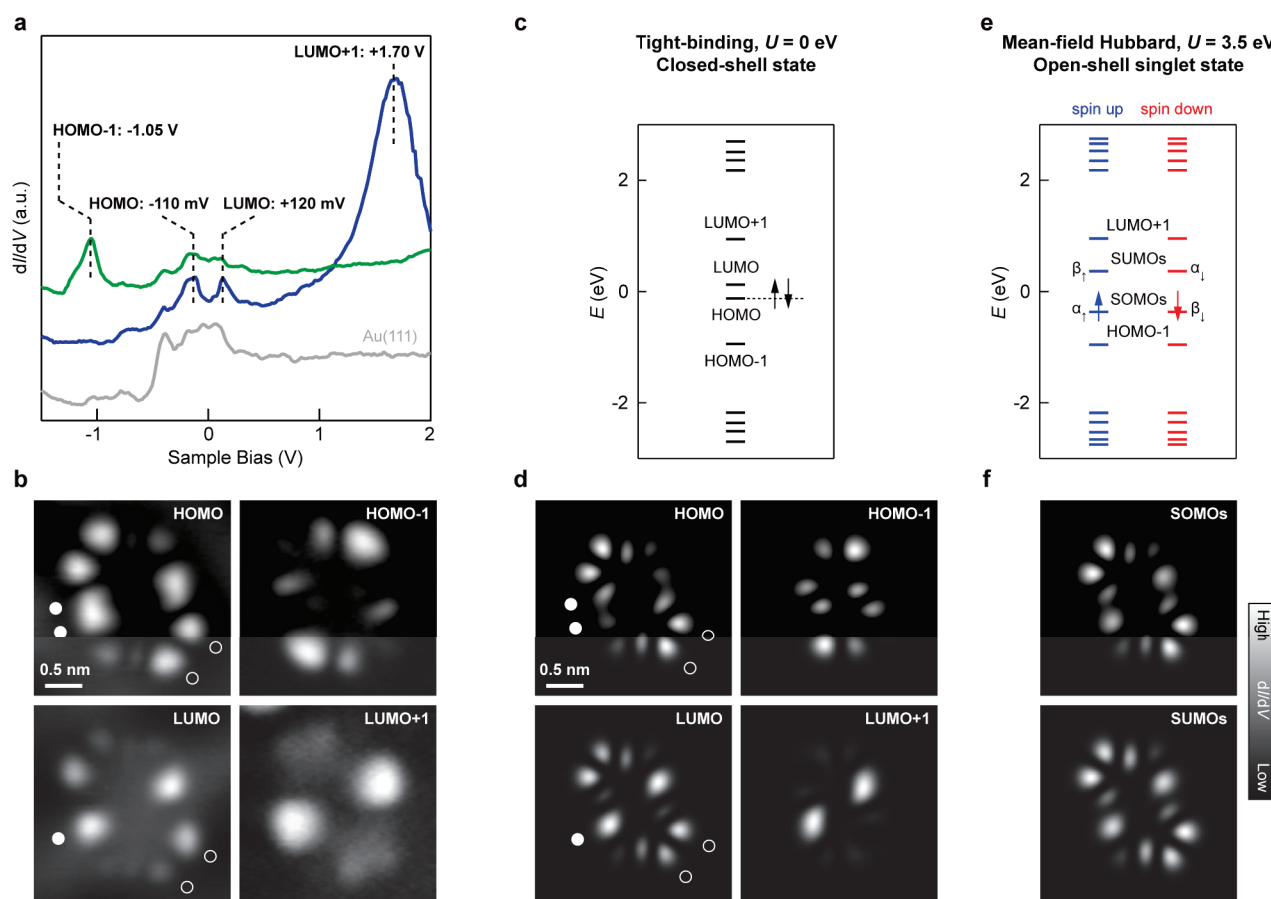 a
LUMO+1: +1.70 V
HOMO-1: -1.05 V
HOMO: -110 mV
LUMO: +120 mV
Au(111)
dI/dV (a.u.)
-1
0
1
2
Sample Bias (V)
b
HOMO
0.5 nm
HOMO-1
LUMO
LUMO+1
c
Tight-binding, U = 0 eV
Closed-shell state
E (eV)
2
0
-2
LUMO+1
LUMO
HOMO
HOMO-1
d
HOMO
0.5 nm
HOMO-1
LUMO
LUMO+1
e
Mean-field Hubbard, U = 3.5 eV
Open-shell singlet state
spin up
spin down
E (eV)
2
0
-2
LUMO+1
SUMOs
β↑
α↓
SOMOs
α↑
β↓
HOMO-1
f
SOMOs
SUMOs
High
dI/dV
Low